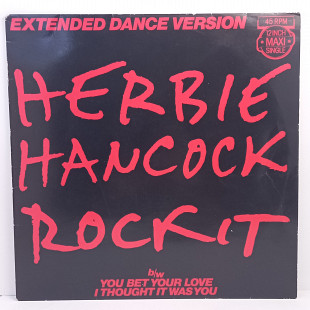 EXTENDED DANCE VERSION
45 RPM
12 INCH
MAXI
SINGLE
HERBIE
HANCOCK
ROCKIT
b/w
YOU BET YOUR LOVE
I THOUGHT IT WAS YOU